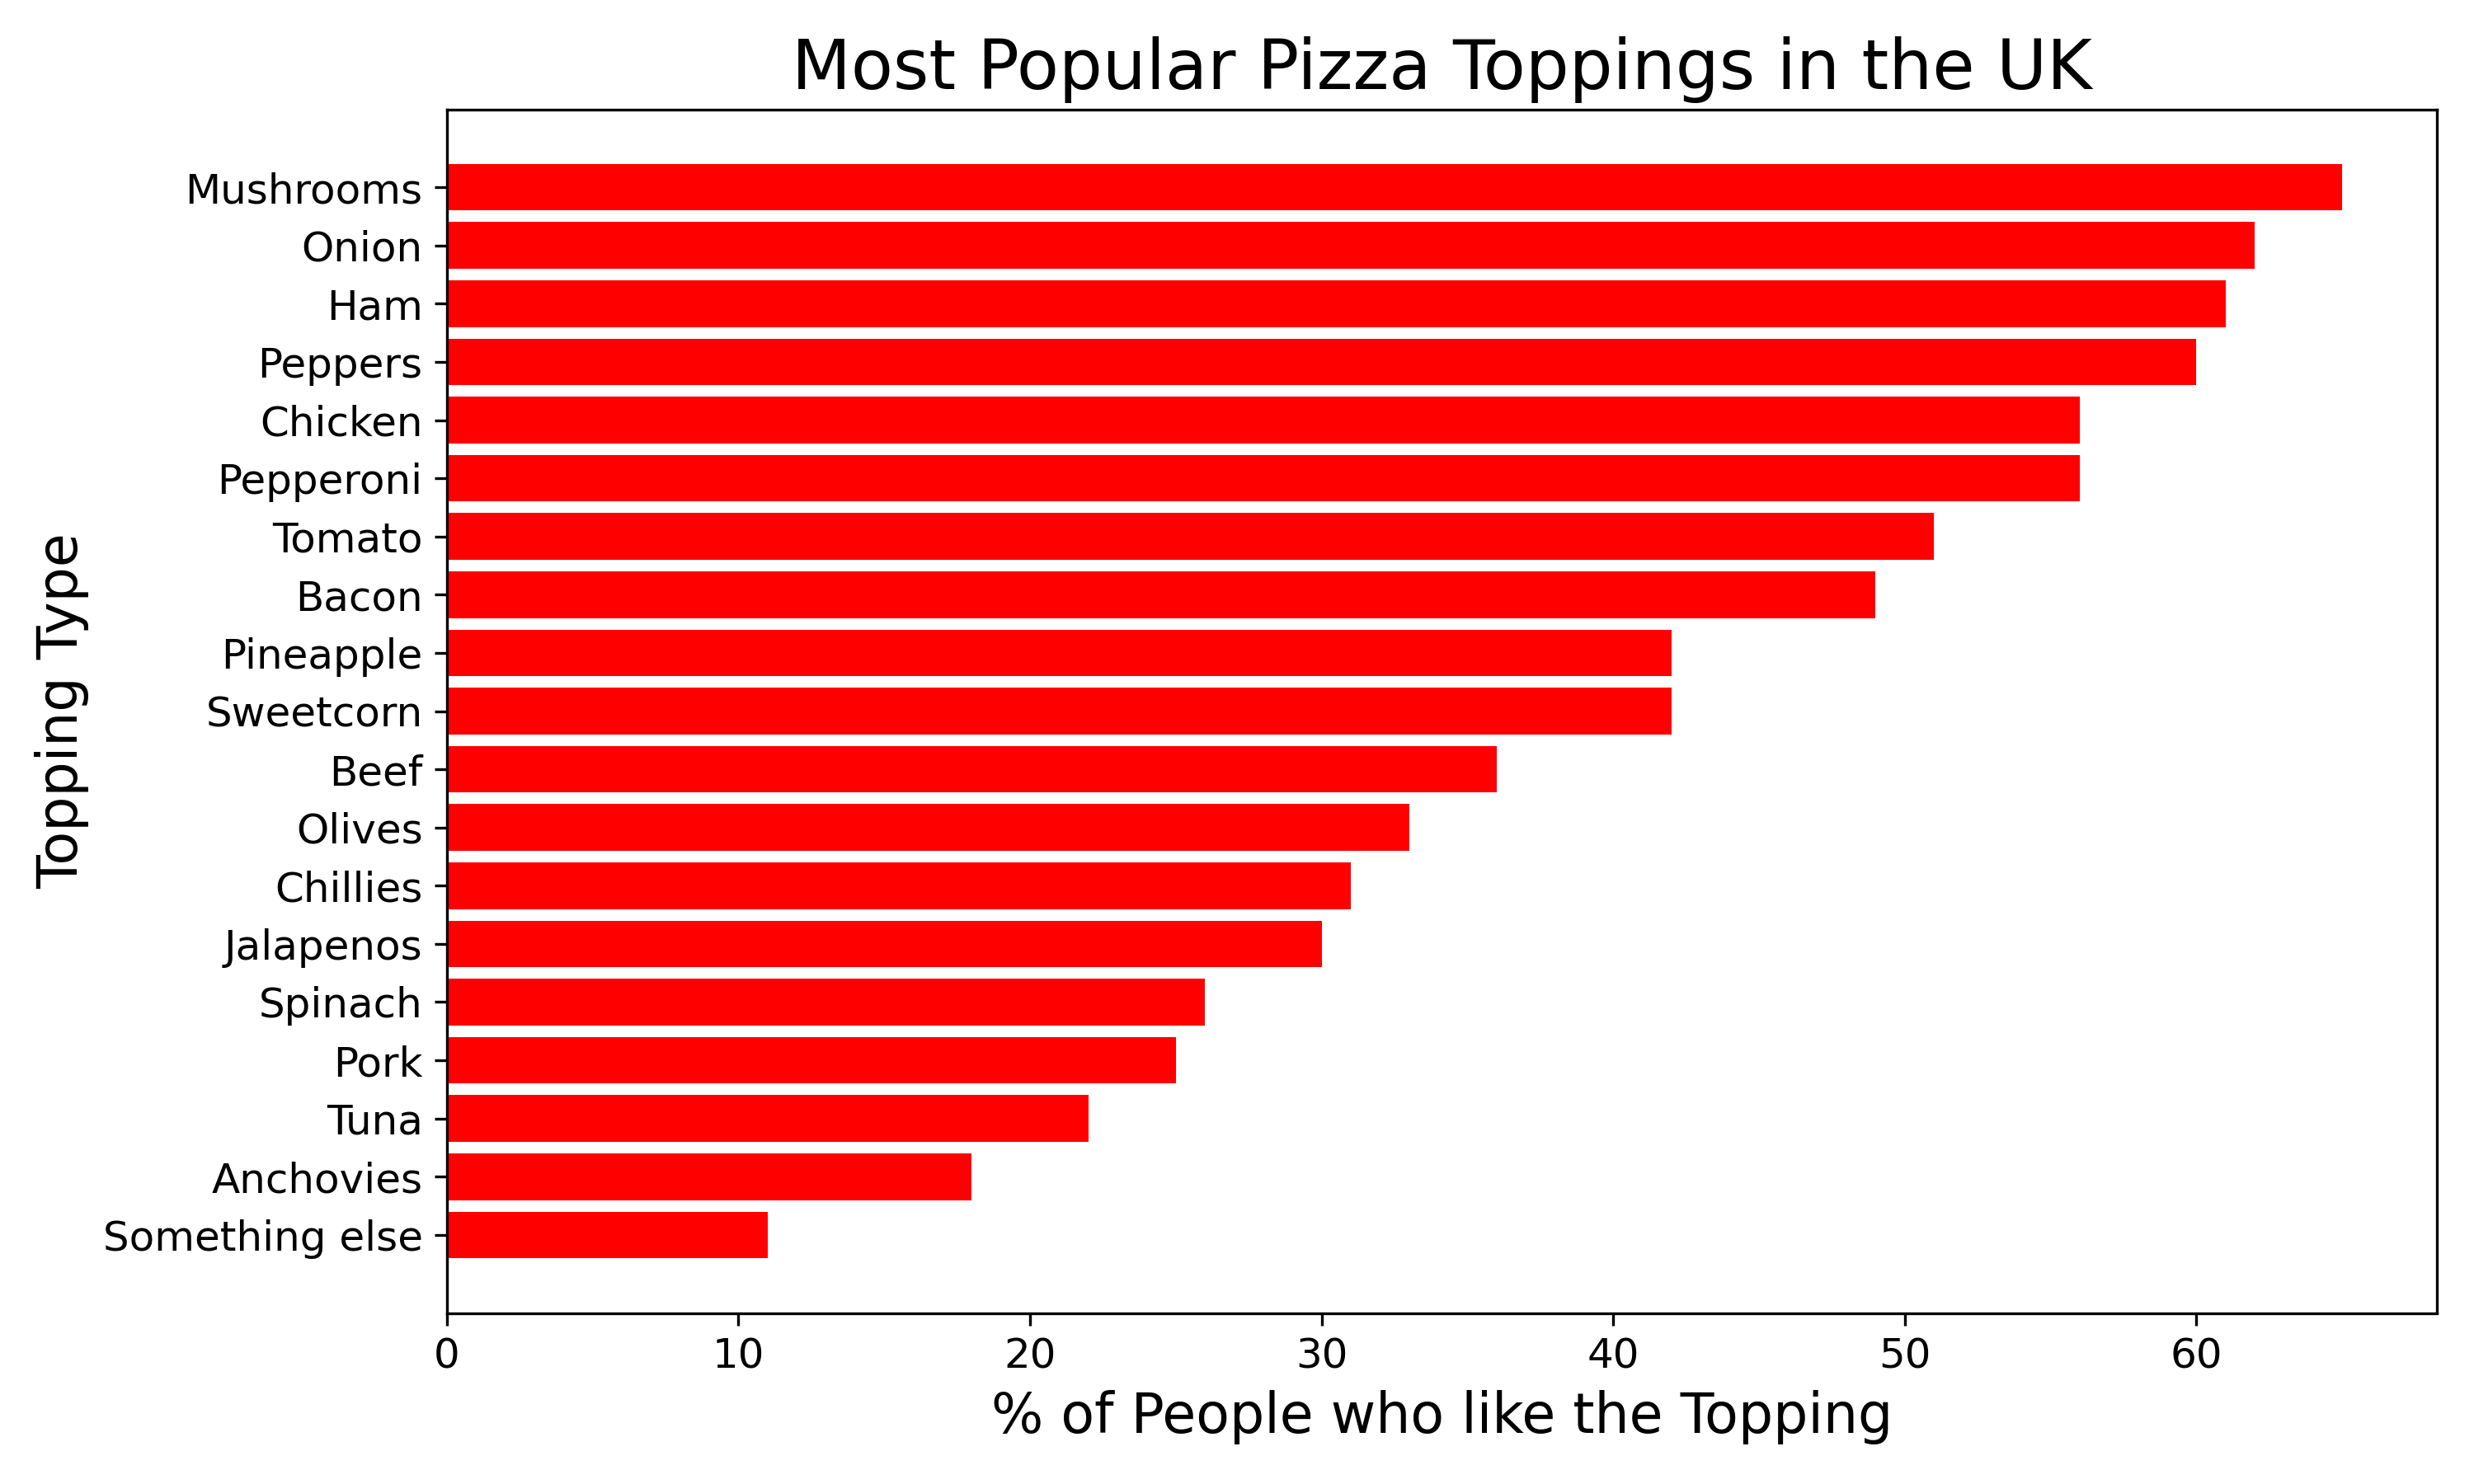 Most Popular Pizza Toppings in the UK
Topping Type
Mushrooms
Onion
Ham
Peppers
Chicken
Pepperoni
Tomato
Bacon
Pineapple
Sweetcorn
Beef
Olives
Chillies
Jalapenos
Spinach
Pork
Tuna
Anchovies
Something else
0 10 20 30 40 50 60
% of People who like the Topping